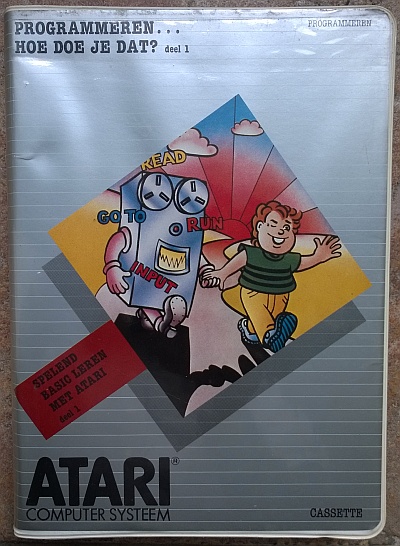 PROGRAMMEREN...
HOE DOE JE DAT? deel 1
PROGRAMMEREN
READ
GO TO
RUN
INPUT
SPELEND
BASIC LEREN
MET ATARI
deel 1
ATARI®
COMPUTER SYSTEEM
CASSETTE